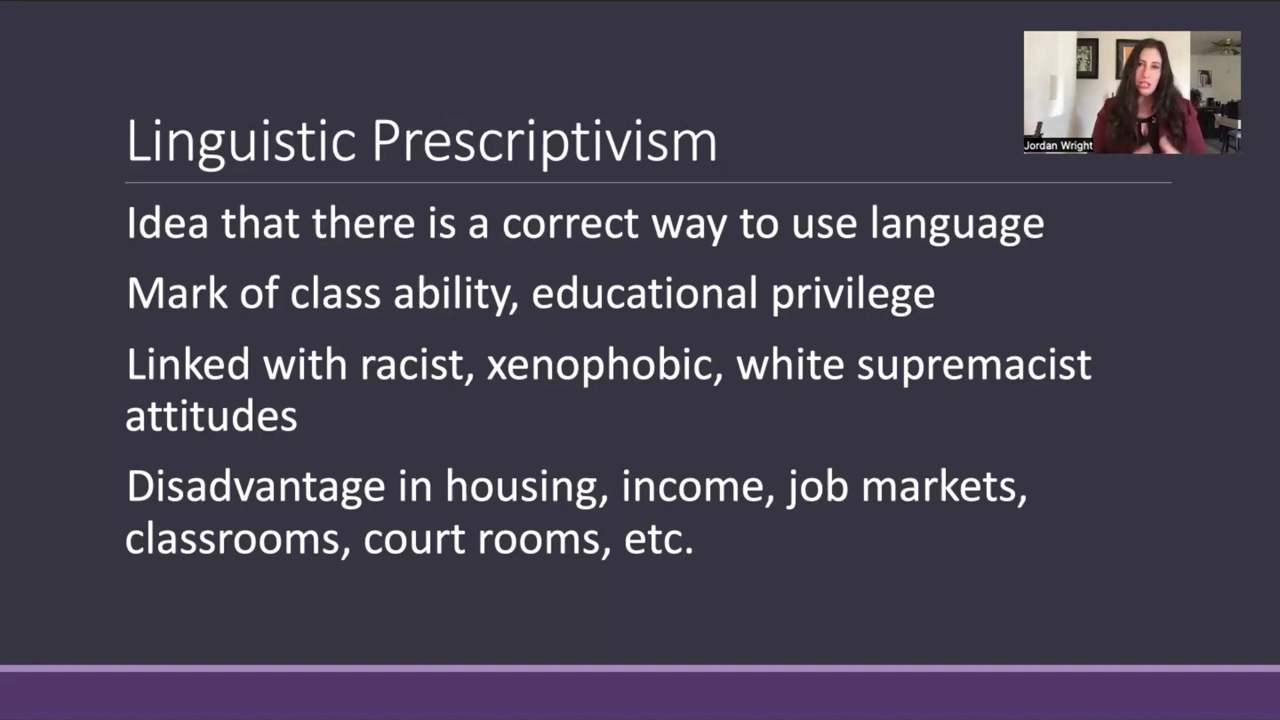 Jordan Wright
Linguistic Prescriptivism
Idea that there is a correct way to use language
Mark of class ability, educational privilege
Linked with racist, xenophobic, white supremacist
attitudes
Disadvantage in housing, income, job markets,
classrooms, court rooms, etc.